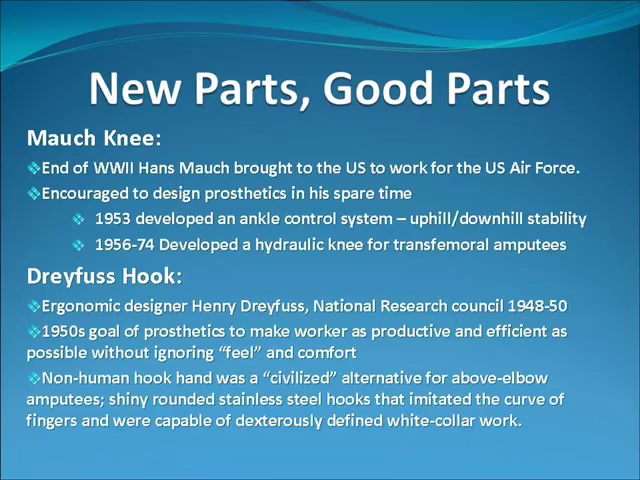 New Parts, Good Parts
Mauch Knee:
End of WWII Hans Mauch brought to the US to work for the US Air Force.
Encouraged to design prosthetics in his spare time
1953 developed an ankle control system – uphill/downhill stability
1956-74 Developed a hydraulic knee for transfemoral amputees
Dreyfuss Hook:
Ergonomic designer Henry Dreyfuss, National Research council 1948-50
1950s goal of prosthetics to make worker as productive and efficient as
possible without ignoring “feel” and comfort
Non-human hook hand was a “civilized” alternative for above-elbow
amputees; shiny rounded stainless steel hooks that imitated the curve of
fingers and were capable of dexterously defined white-collar work.